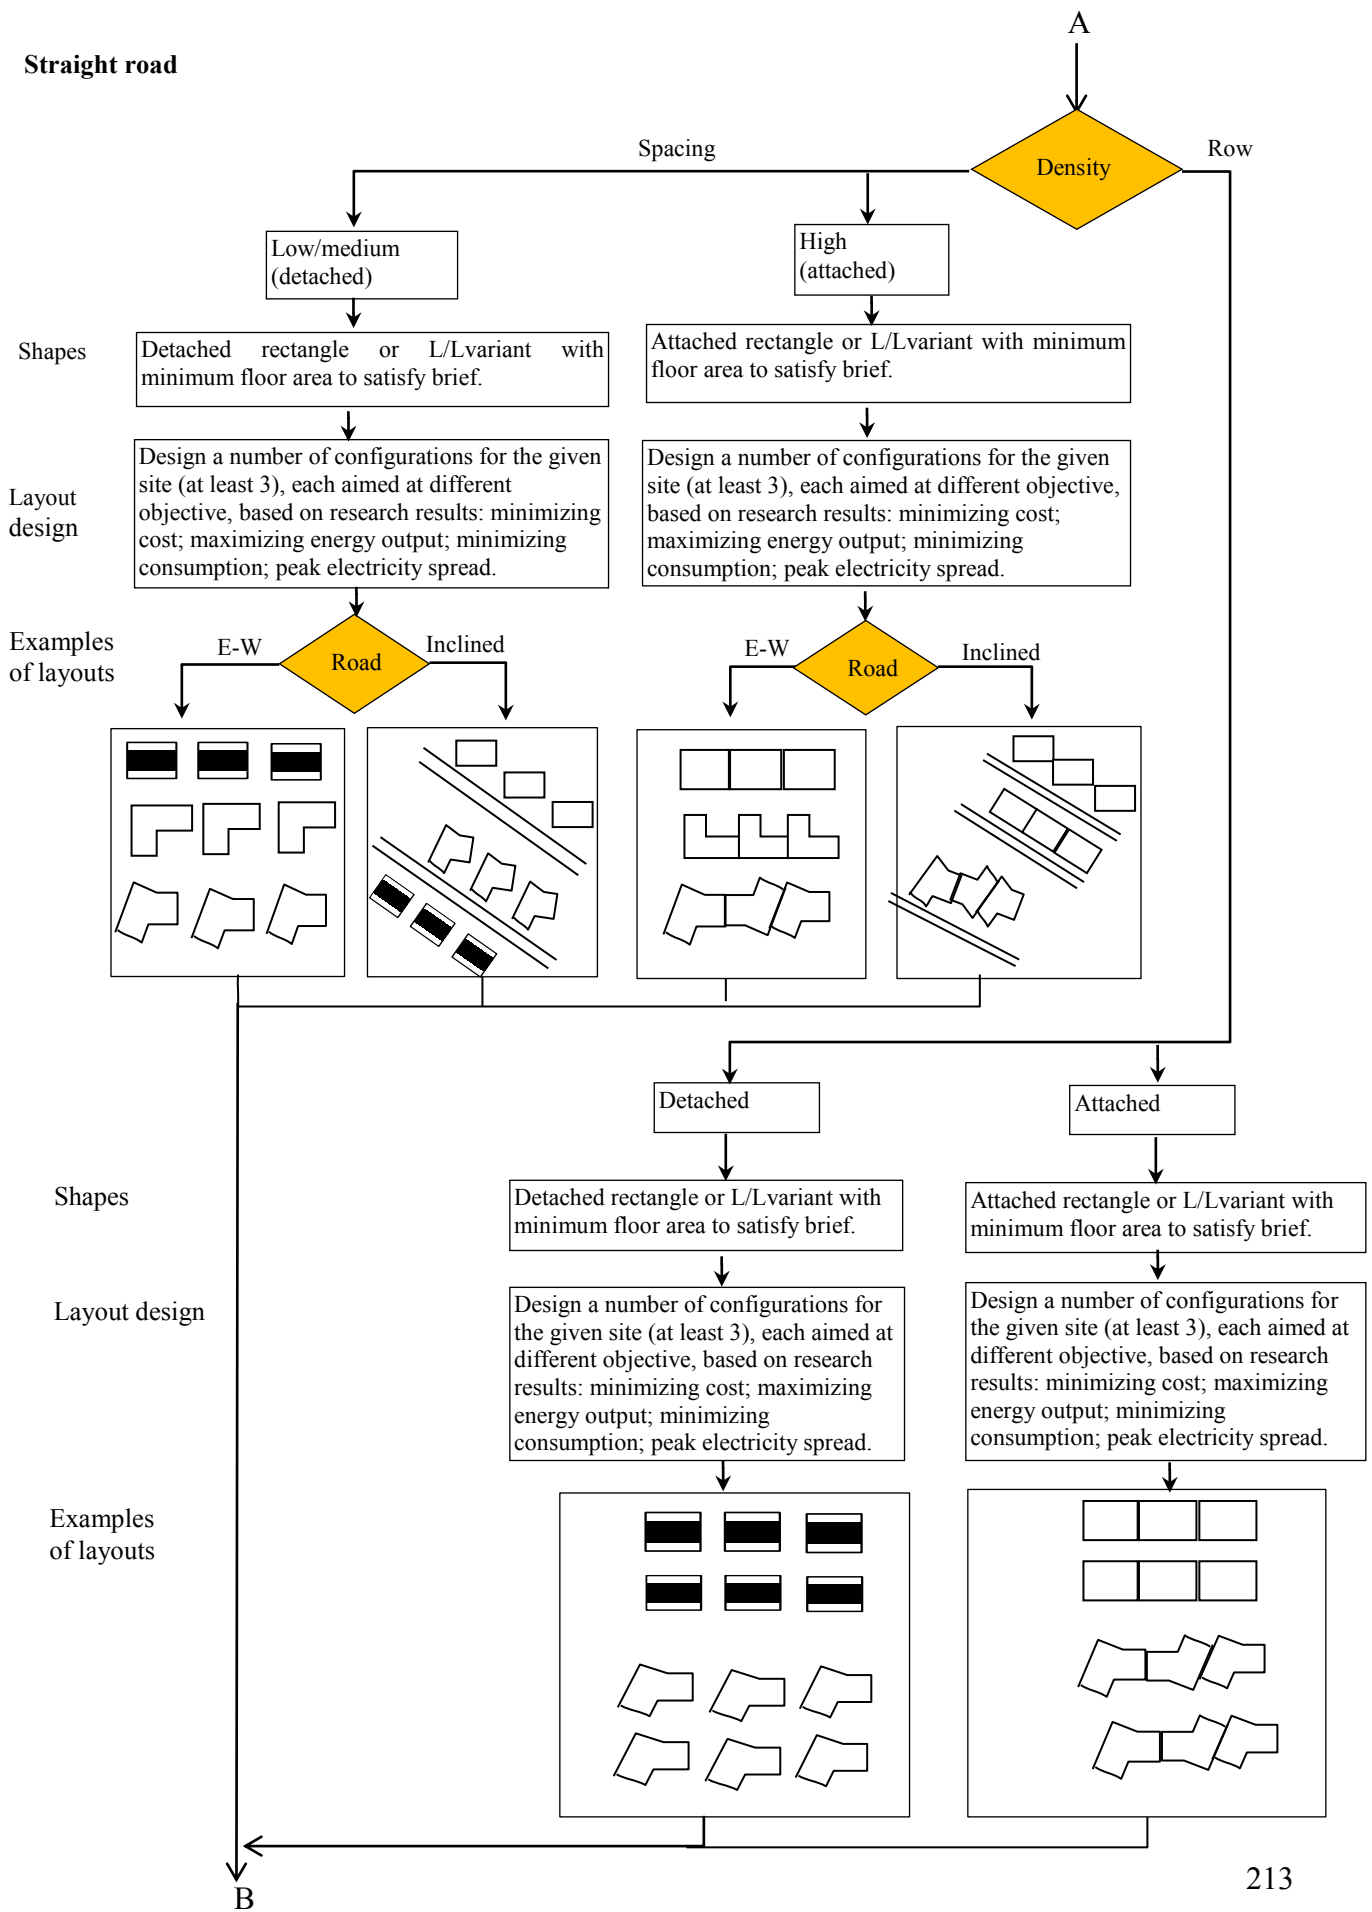 A
Straight road
Spacing
Density
Row
Low/medium
(detached)
High
(attached)
Shapes
Detached rectangle or L/Lvariant with
minimum floor area to satisfy brief.
Attached rectangle or L/Lvariant with minimum
floor area to satisfy brief.
Layout
design
Design a number of configurations for the given
site (at least 3), each aimed at different
objective, based on research results: minimizing
cost; maximizing energy output; minimizing
consumption; peak electricity spread.
Design a number of configurations for the given
site (at least 3), each aimed at different objective,
based on research results: minimizing cost;
maximizing energy output; minimizing
consumption; peak electricity spread.
Examples
of layouts
E-W
Road
Inclined
E-W
Road
Inclined
Detached
Attached
Shapes
Detached rectangle or L/Lvariant with
minimum floor area to satisfy brief.
Attached rectangle or L/Lvariant with
minimum floor area to satisfy brief.
Layout design
Design a number of configurations for
the given site (at least 3), each aimed at
different objective, based on research
results: minimizing cost; maximizing
energy output; minimizing
consumption; peak electricity spread.
Design a number of configurations for
the given site (at least 3), each aimed at
different objective, based on research
results: minimizing cost; maximizing
energy output; minimizing
consumption; peak electricity spread.
Examples
of layouts
B
213